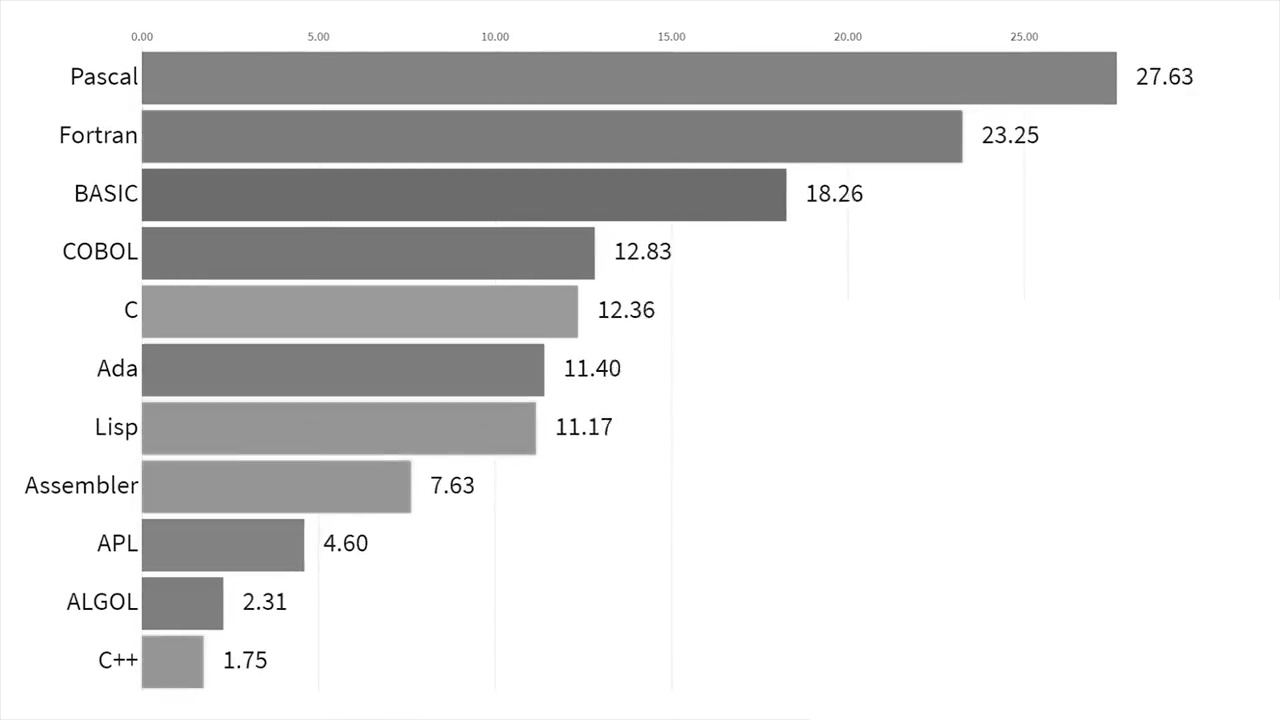 0.00 5.00 10.00 15.00 20.00 25.00
Pascal 27.63
Fortran 23.25
BASIC 18.26
COBOL 12.83
C 12.36
Ada 11.40
Lisp 11.17
Assembler 7.63
APL 4.60
ALGOL 2.31
C++ 1.75